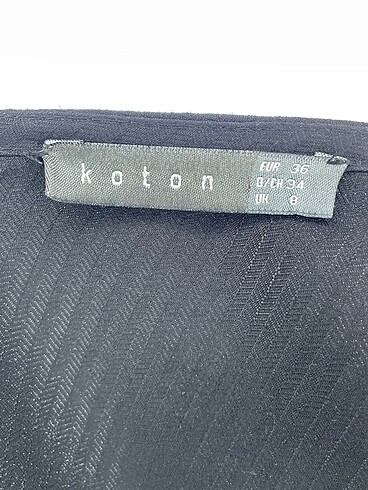 koton
EUR 36
D/CH 34
UK 8